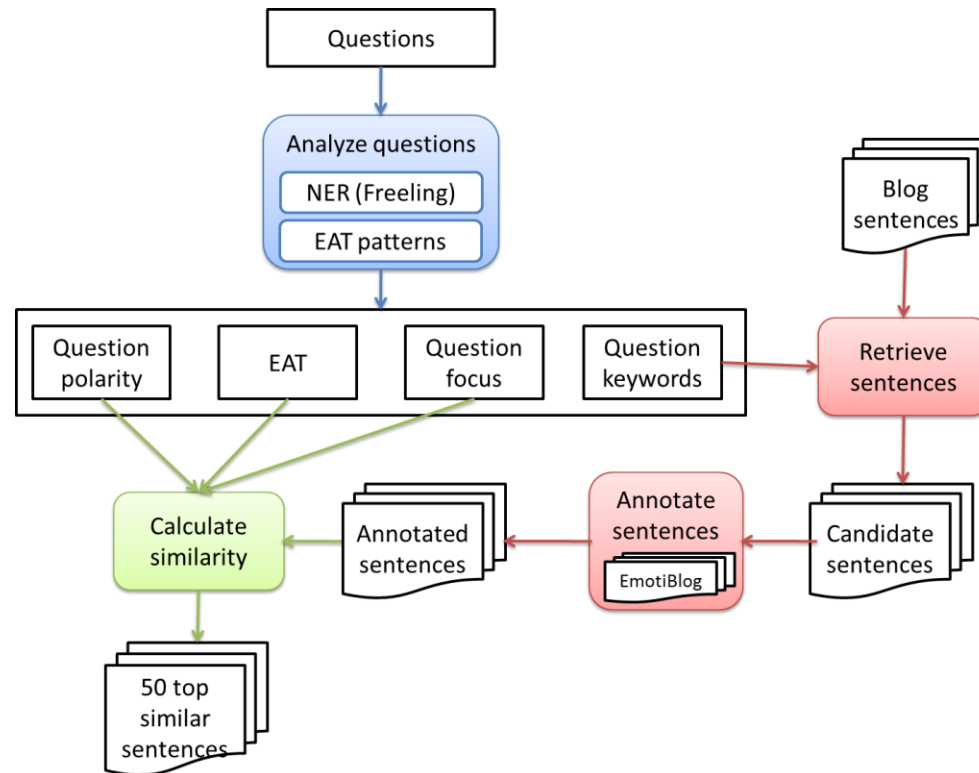 Questions
Analyze questions
NER (Freeling)
EAT patterns
Blog
sentences
Question
polarity
EAT
Question
focus
Question
keywords
Retrieve
sentences
Calculate
similarity
Annotated
sentences
Annotate
sentences
EmotiBlog
Candidate
sentences
50 top
similar
sentences